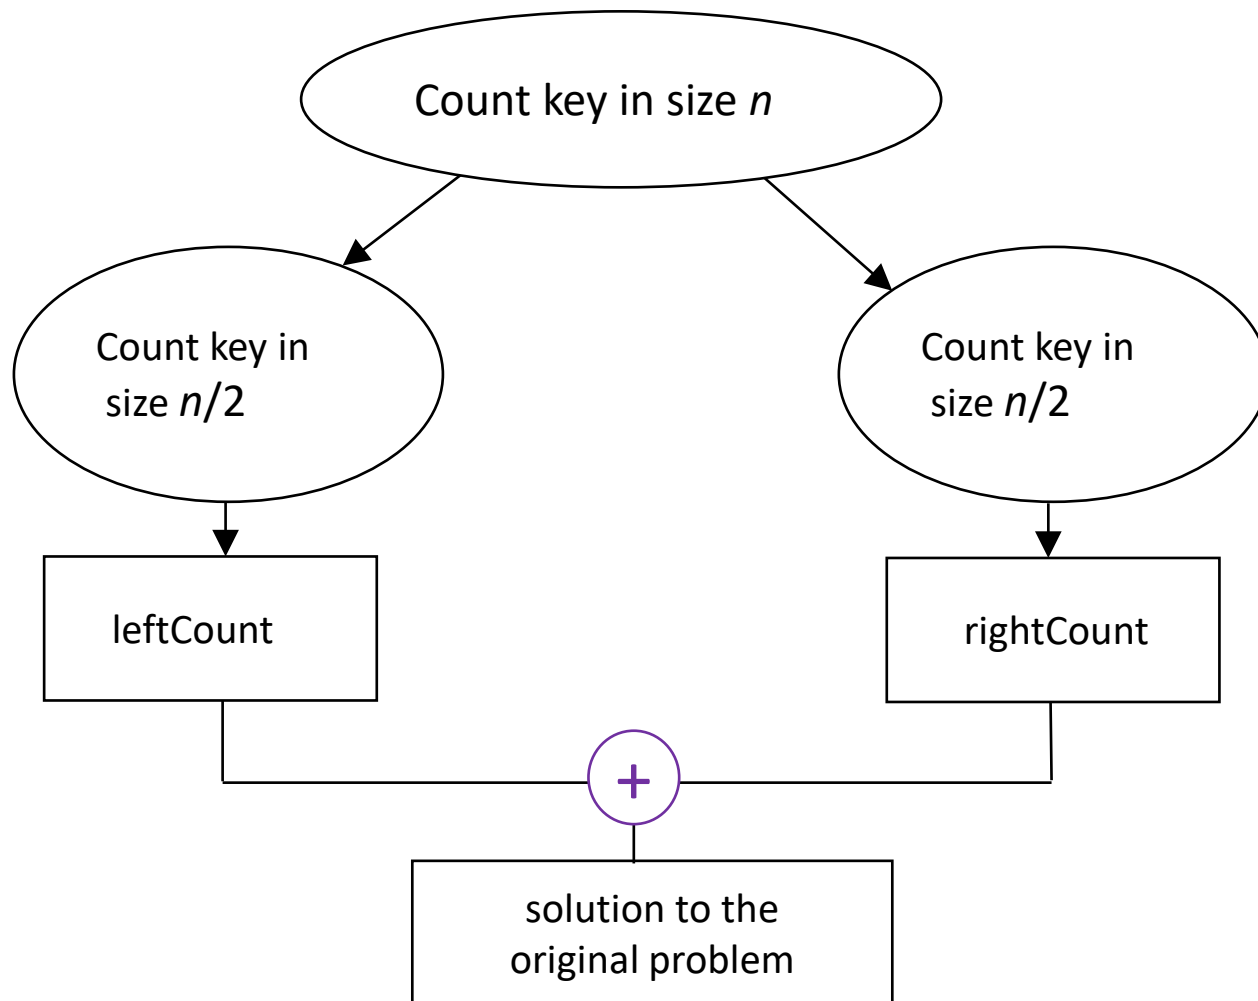 Count key in size n
Count key in
size n/2
Count key in
size n/2
leftCount
rightCount
+
solution to the
original problem